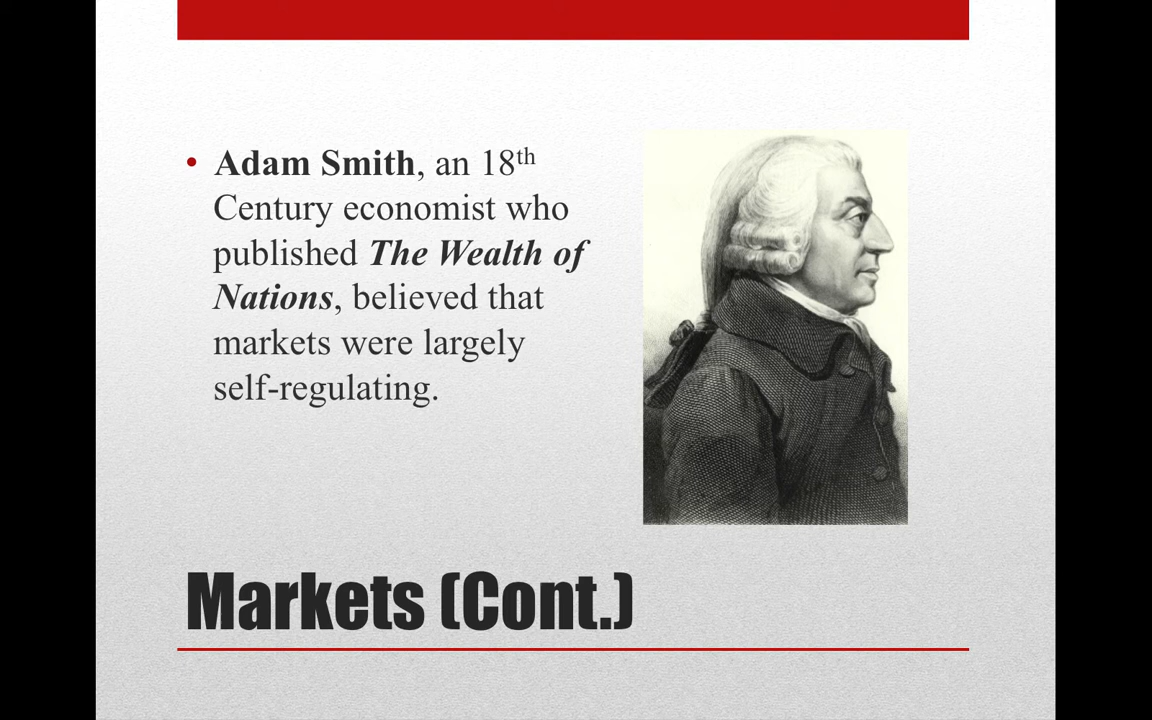 Adam Smith, an 18th
Century economist who
published The Wealth of
Nations, believed that
markets were largely
self-regulating.
Markets (Cont.)